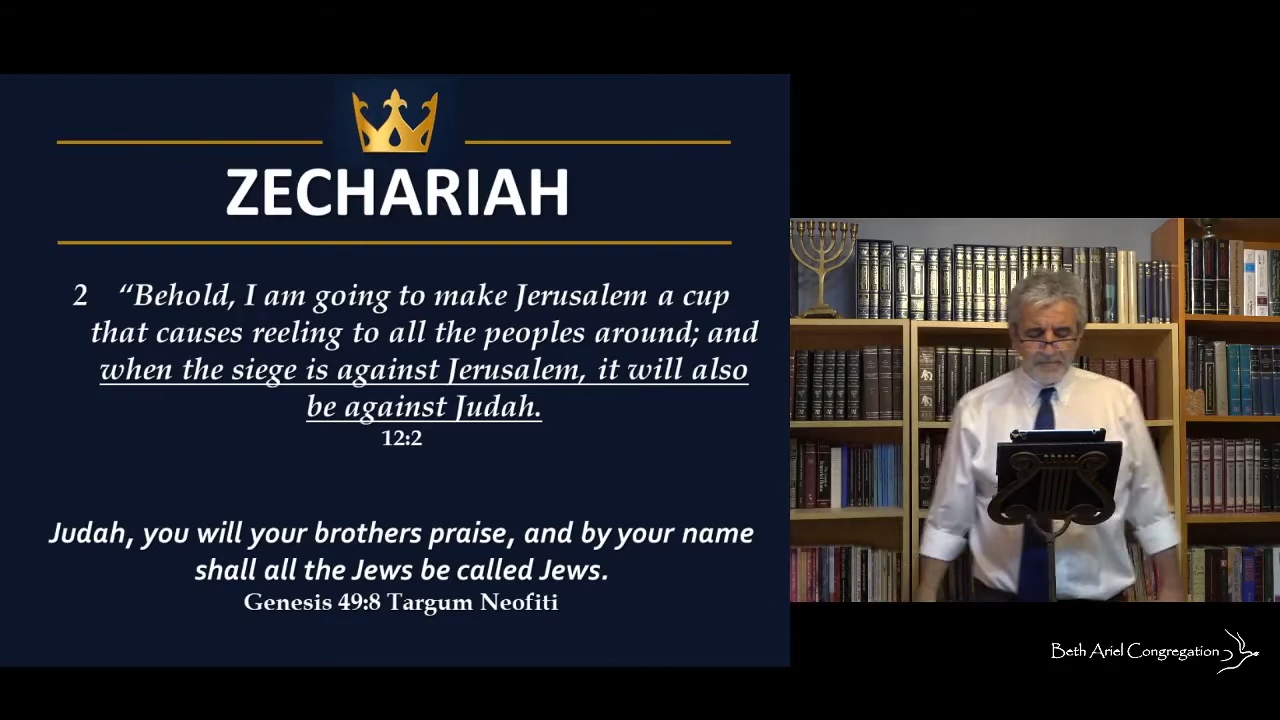 ZECHARIAH
2 “Behold, I am going to make Jerusalem a cup
that causes reeling to all the peoples around; and
when the siege is against Jerusalem, it will also
be against Judah.
12:2
Judah, you will your brothers praise, and by your name
shall all the Jews be called Jews.
Genesis 49:8 Targum Neofiti
Beth Ariel Congregation